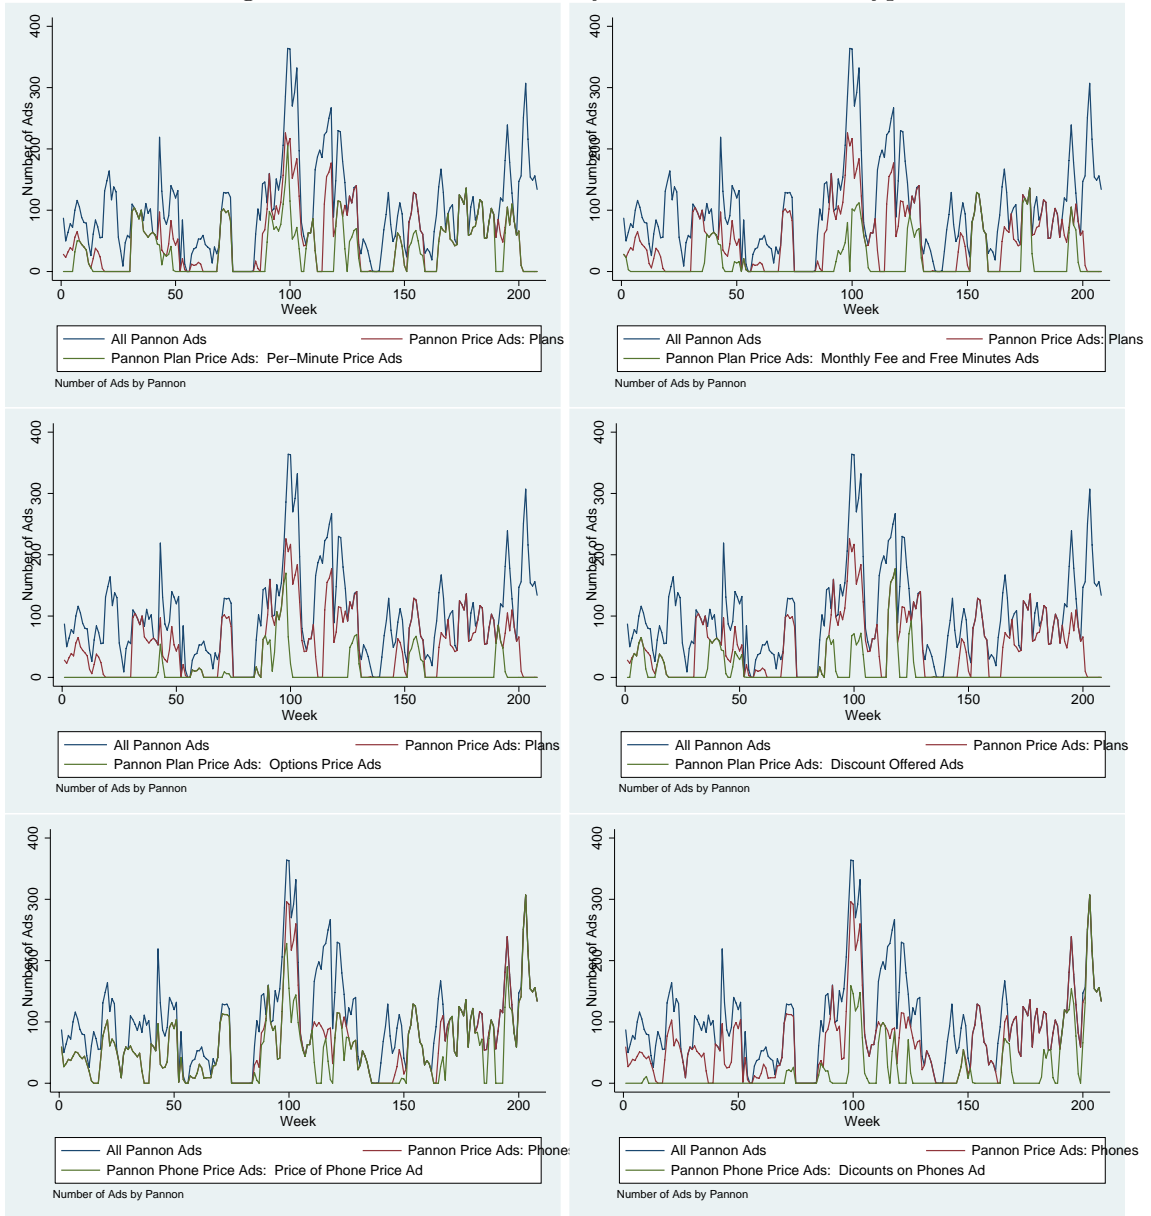 400
300
200
100
0
Number of Ads
0 50 100 150 200
Week
All Pannon Ads Pannon Price Ads: Plans
Pannon Plan Price Ads: Per−Minute Price Ads
Number of Ads by Pannon
400
300
200
100
0
Number of Ads
0 50 100 150 200
Week
All Pannon Ads Pannon Price Ads: Plans
Pannon Plan Price Ads: Monthly Fee and Free Minutes Ads
Number of Ads by Pannon
400
300
200
100
0
Number of Ads
0 50 100 150 200
Week
All Pannon Ads Pannon Price Ads: Plans
Pannon Plan Price Ads: Options Price Ads
Number of Ads by Pannon
400
300
200
100
0
Number of Ads
0 50 100 150 200
Week
All Pannon Ads Pannon Price Ads: Plans
Pannon Plan Price Ads: Discount Offered Ads
Number of Ads by Pannon
400
300
200
100
0
Number of Ads
0 50 100 150 200
Week
All Pannon Ads Pannon Price Ads: Phones
Pannon Phone Price Ads: Price of Phone Price Ad
Number of Ads by Pannon
400
300
200
100
0
Number of Ads
0 50 100 150 200
Week
All Pannon Ads Pannon Price Ads: Phones
Pannon Phone Price Ads: Dicounts on Phones Ad
Number of Ads by Pannon